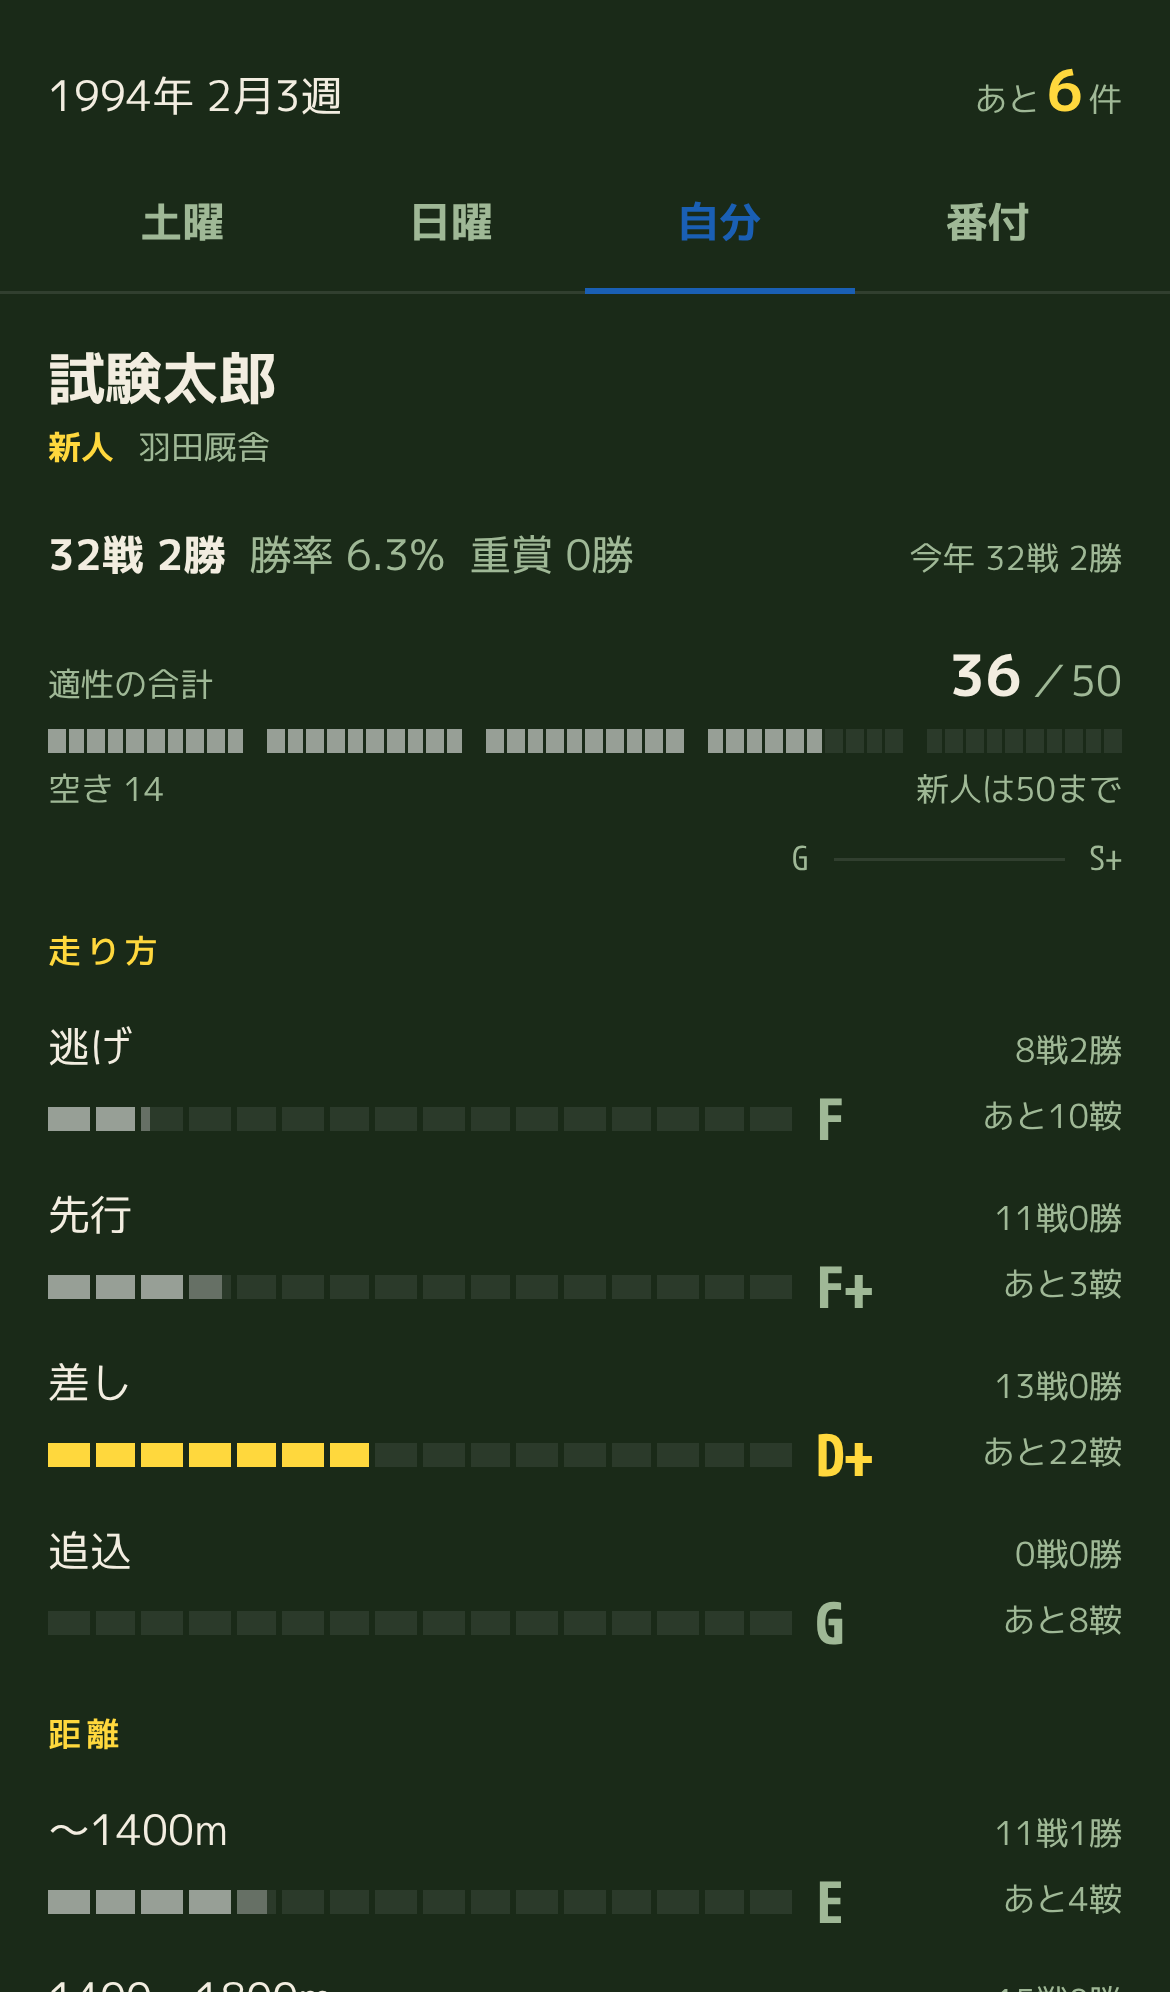 1994年 2月3週
あと6件
土曜 日曜 自分 番付
試験太郎
新人 羽田厩舎
32戦 2勝 勝率 6.3% 重賞 0勝 今年 32戦 2勝
適性の合計 36／50
空き 14 新人は50まで
G S+
走り方
逃げ 8戦2勝
F あと10鞍
先行 11戦0勝
F+ あと3鞍
差し 13戦0勝
D+ あと22鞍
追込 0戦0勝
G あと8鞍
距離
〜1400m 11戦1勝
E あと4鞍